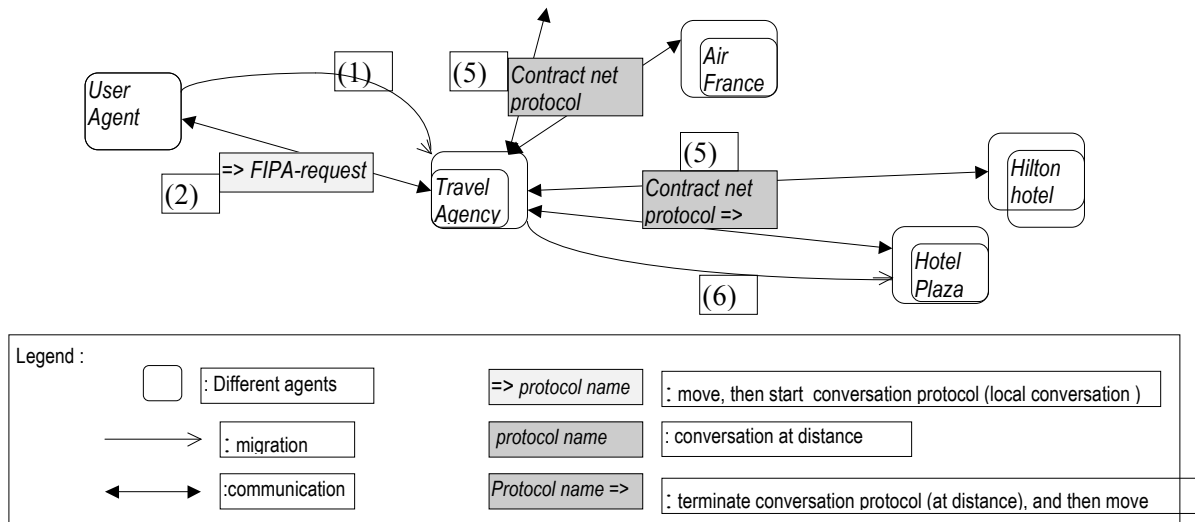 User
Agent
(1)
(5)
Contract net
protocol
Air
France
=> FIPA-request
(2)
Travel
Agency
(5)
Contract net
protocol =>
Hilton
hotel
Hotel
Plaza
(6)
Legend :
: Different agents
: migration
:communication
=> protocol name
: move, then start conversation protocol (local conversation )
protocol name
: conversation at distance
Protocol name =>
: terminate conversation protocol (at distance), and then move